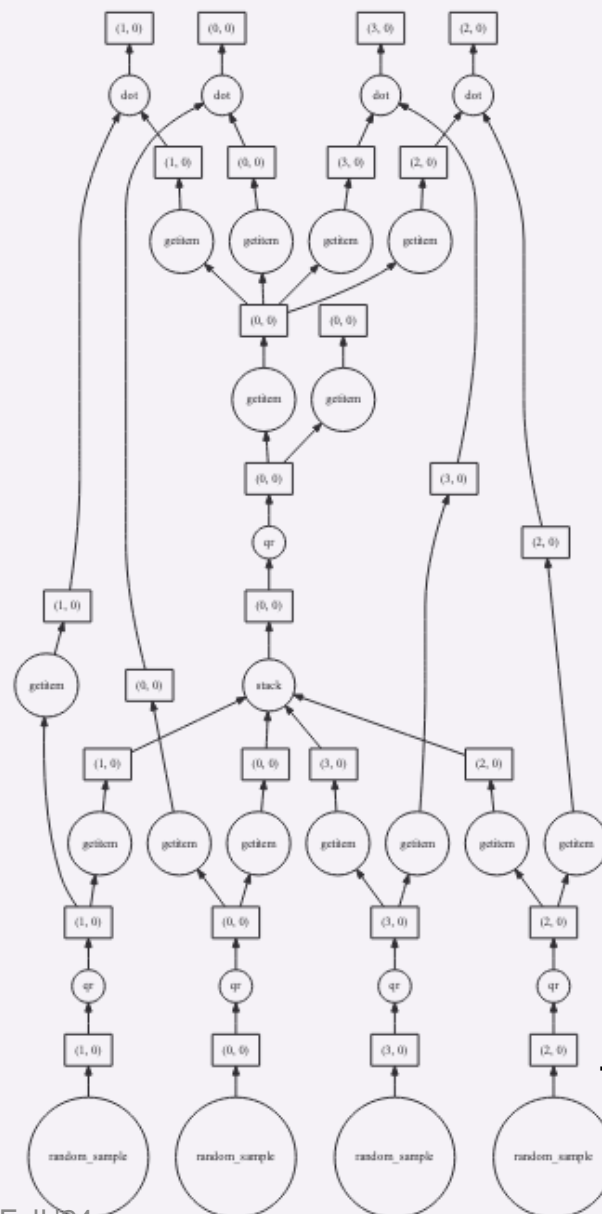 (1, 0) (0, 0) (3, 0) (2, 0)
dot dot dot dot
(1, 0) (0, 0) (3, 0) (2, 0)
getitem getitem getitem getitem
(0, 0) (0, 0)
getitem getitem
(0, 0) (3, 0)
qr (2, 0)
(1, 0) (0, 0)
getitem (0, 0) stack
(1, 0) (0, 0) (3, 0) (2, 0)
getitem getitem getitem getitem getitem getitem getitem
(1, 0) (0, 0) (3, 0) (2, 0)
qr qr qr qr
(1, 0) (0, 0) (3, 0) (2, 0)
random_sample random_sample random_sample random_sample